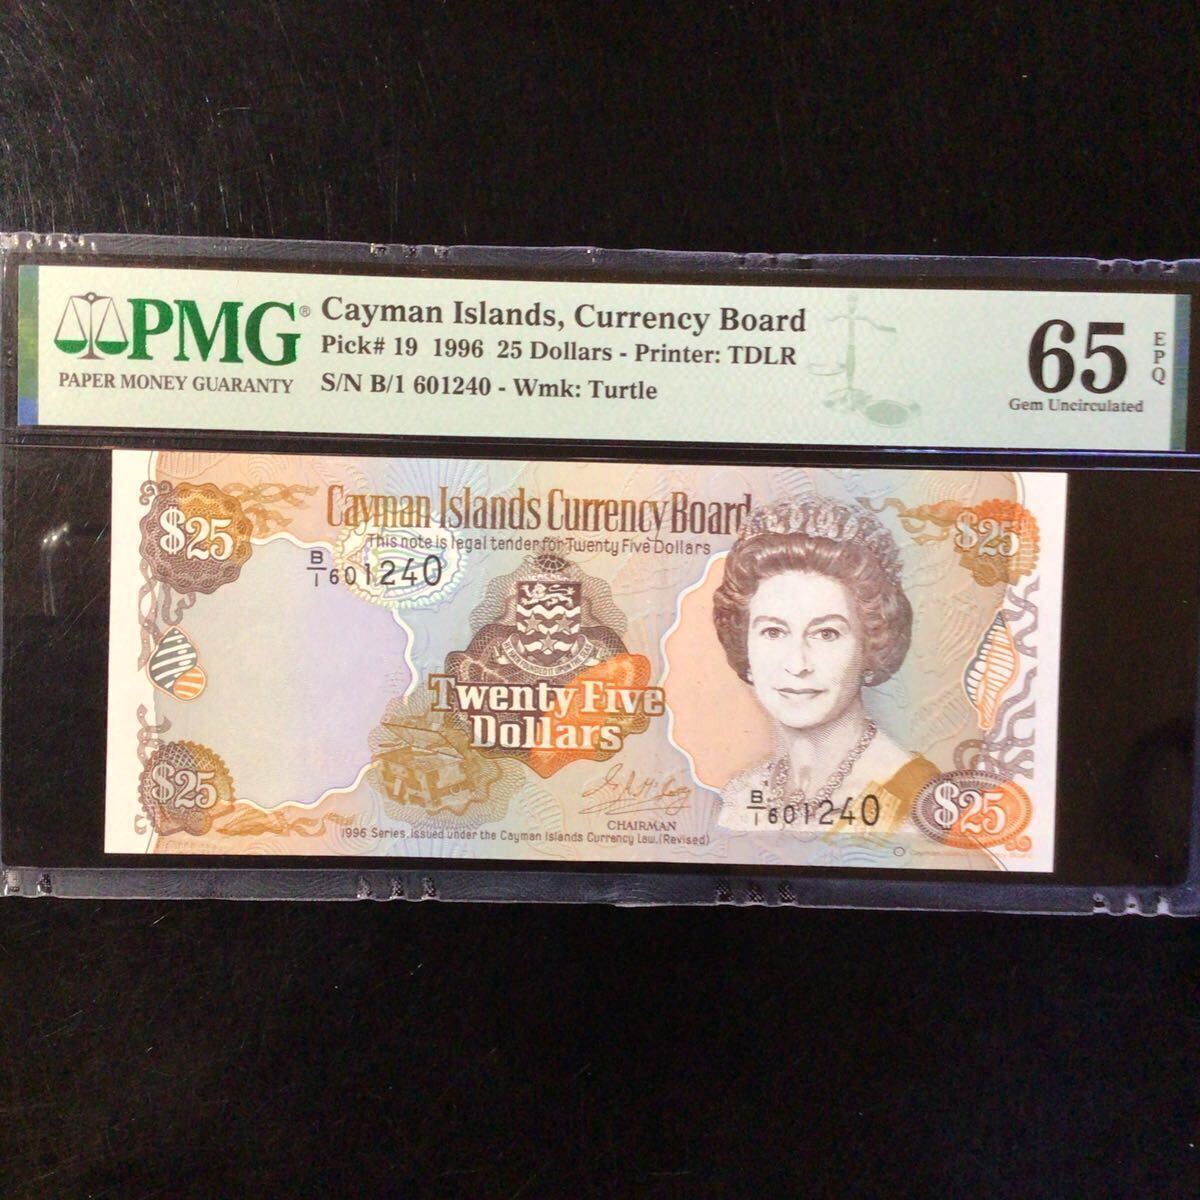 PMG®
PAPER MONEY GUARANTY
Cayman Islands, Currency Board
Pick# 19 1996 25 Dollars - Printer: TDLR
S/N B/1 601240 - Wmk: Turtle
65
EPQ
Gem Uncirculated
Cayman Islands Currency Board
This note is legal tender for Twenty Five Dollars
$25
$25
B/1 601240
Twenty Five
Dollars
$25
B/1 601240
$25
CHAIRMAN
1996 Series, Issued under the Cayman Islands Currency Law, (Revised)